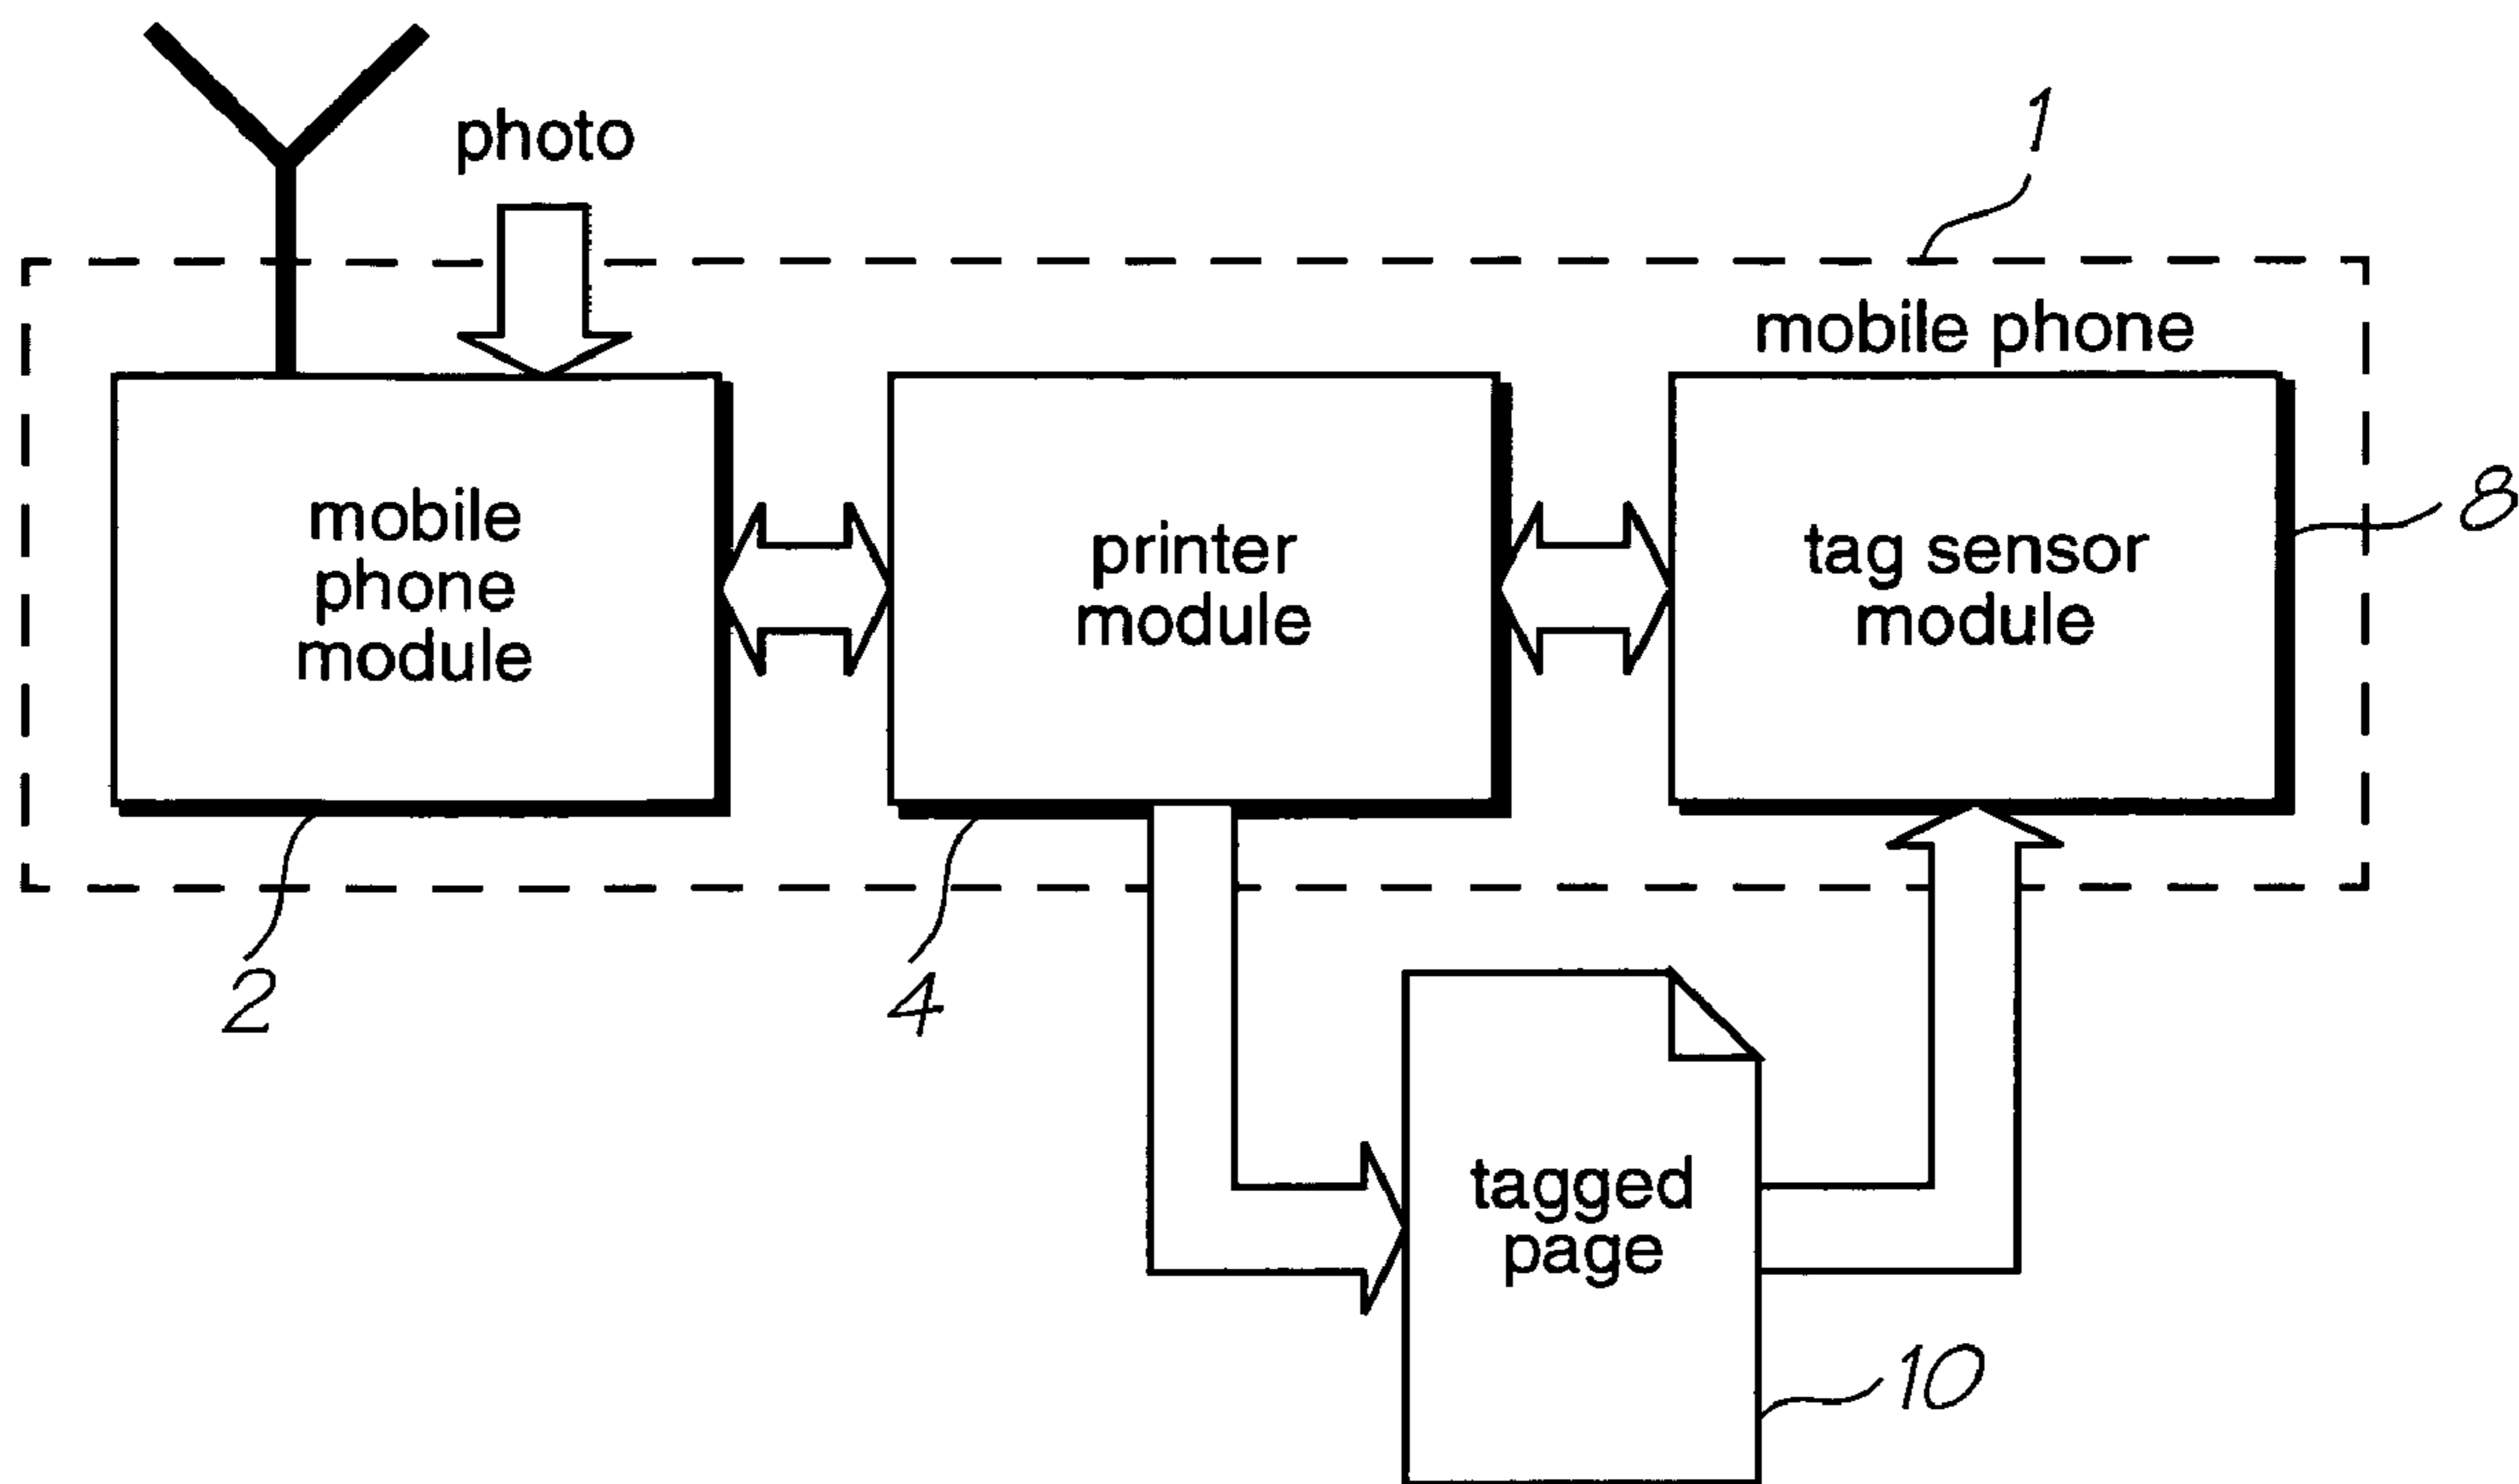 photo
1
mobile phone
mobile
phone
module
printer
module
tag sensor
module
8
2
4
tagged
page
10